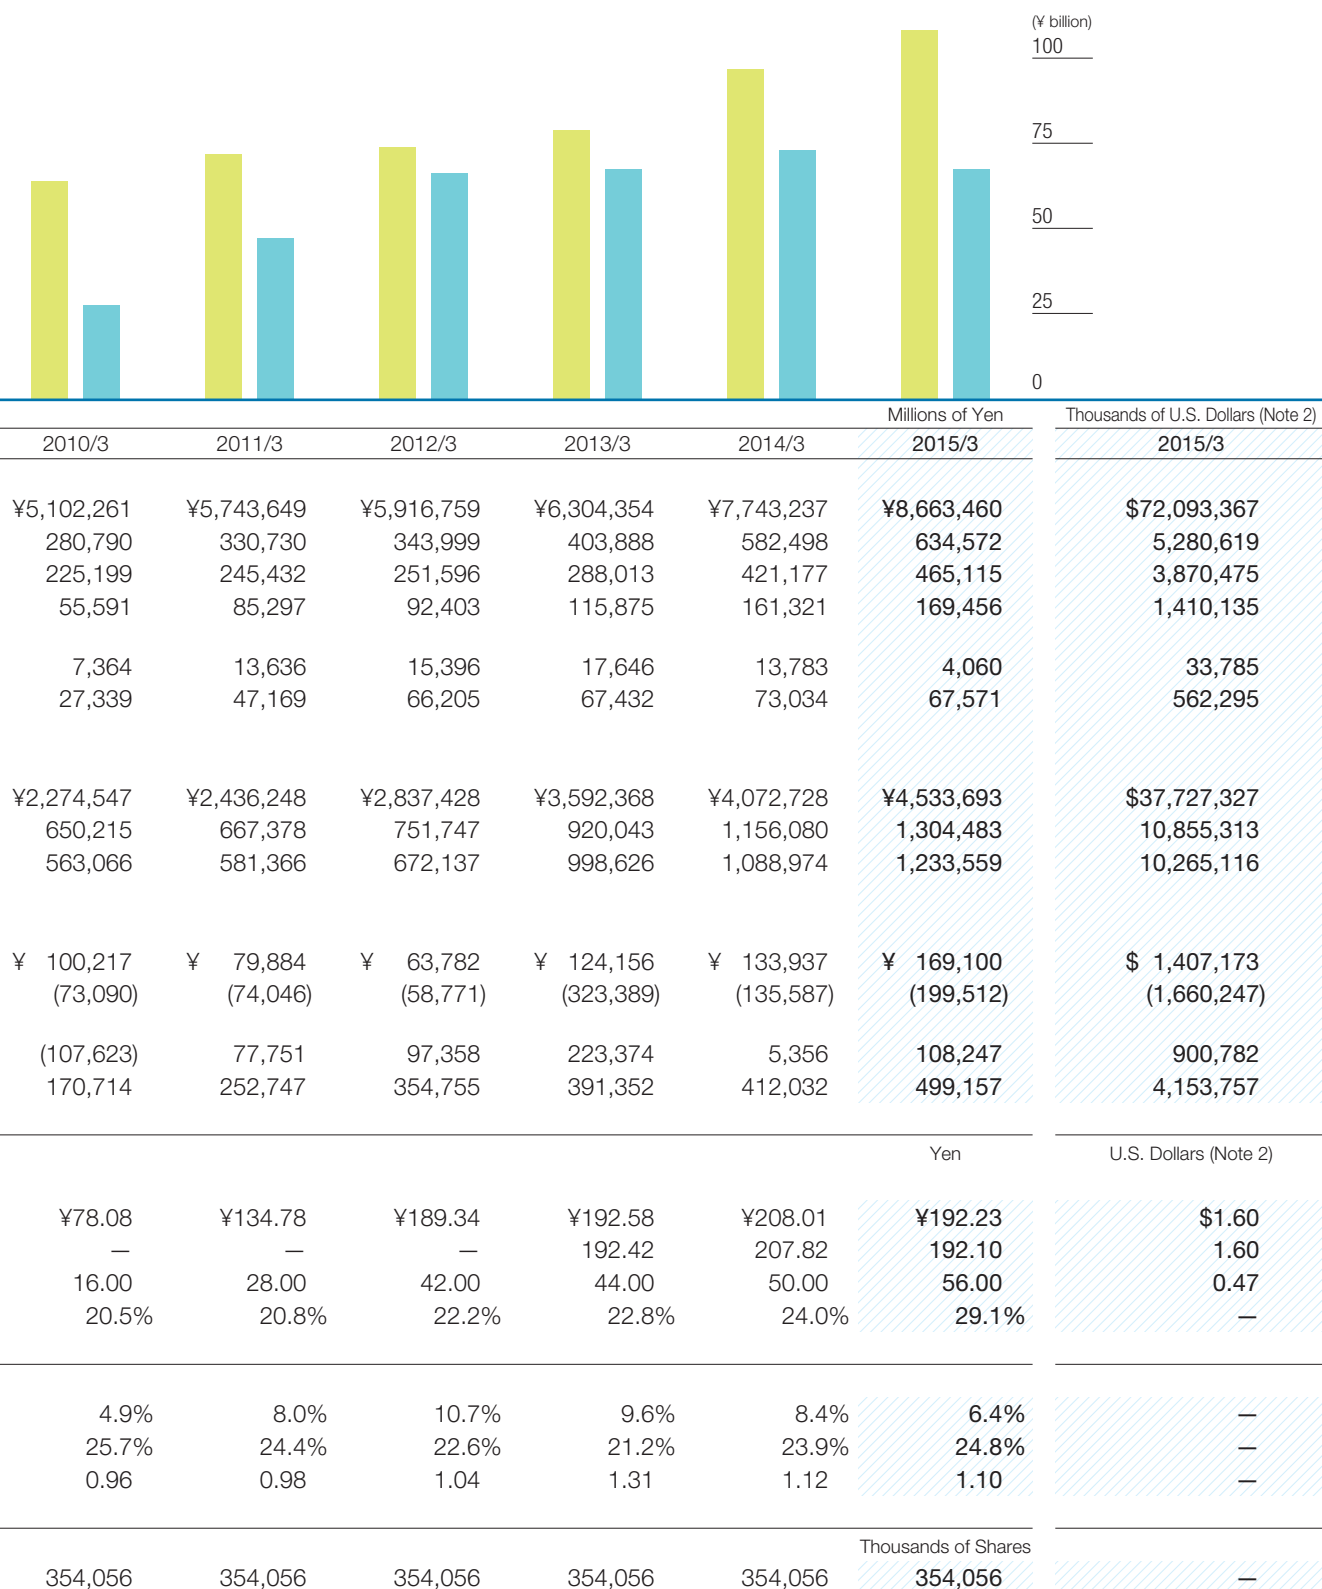 (¥ billion)
100
75
50
25
0
Millions of Yen Thousands of U.S. Dollars (Note 2)
2010/3 2011/3 2012/3 2013/3 2014/3 2015/3 2015/3
¥5,102,261 ¥5,743,649 ¥5,916,759 ¥6,304,354 ¥7,743,237 ¥8,663,460 $72,093,367
280,790 330,730 343,999 403,888 582,498 634,572 5,280,619
225,199 245,432 251,596 288,013 421,177 465,115 3,870,475
55,591 85,297 92,403 115,875 161,321 169,456 1,410,135
7,364 13,636 15,396 17,646 13,783 4,060 33,785
27,339 47,169 66,205 67,432 73,034 67,571 562,295
¥2,274,547 ¥2,436,248 ¥2,837,428 ¥3,592,368 ¥4,072,728 ¥4,533,693 $37,727,327
650,215 667,378 751,747 920,043 1,156,080 1,304,483 10,855,313
563,066 581,366 672,137 998,626 1,088,974 1,233,559 10,265,116
¥ 100,217 ¥ 79,884 ¥ 63,782 ¥ 124,156 ¥ 133,937 ¥ 169,100 $ 1,407,173
(73,090) (74,046) (58,771) (323,389) (135,587) (199,512) (1,660,247)
(107,623) 77,751 97,358 223,374 5,356 108,247 900,782
170,714 252,747 354,755 391,352 412,032 499,157 4,153,757
Yen U.S. Dollars (Note 2)
¥78.08 ¥134.78 ¥189.34 ¥192.58 ¥208.01 ¥192.23 $1.60
— — — 192.42 207.82 192.10 1.60
16.00 28.00 42.00 44.00 50.00 56.00 0.47
20.5% 20.8% 22.2% 22.8% 24.0% 29.1% —
4.9% 8.0% 10.7% 9.6% 8.4% 6.4% —
25.7% 24.4% 22.6% 21.2% 23.9% 24.8% —
0.96 0.98 1.04 1.31 1.12 1.10 —
Thousands of Shares
354,056 354,056 354,056 354,056 354,056 354,056 —